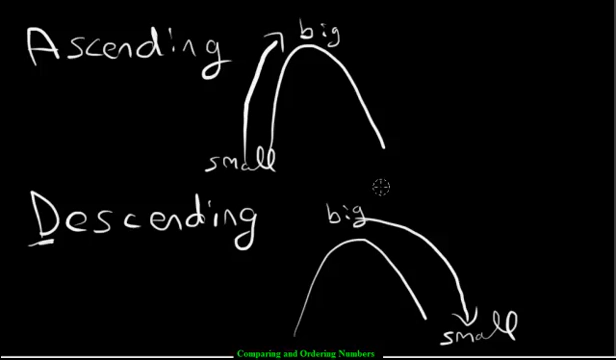 Ascending
big
small
Descending
big
small
Comparing and Ordering Numbers